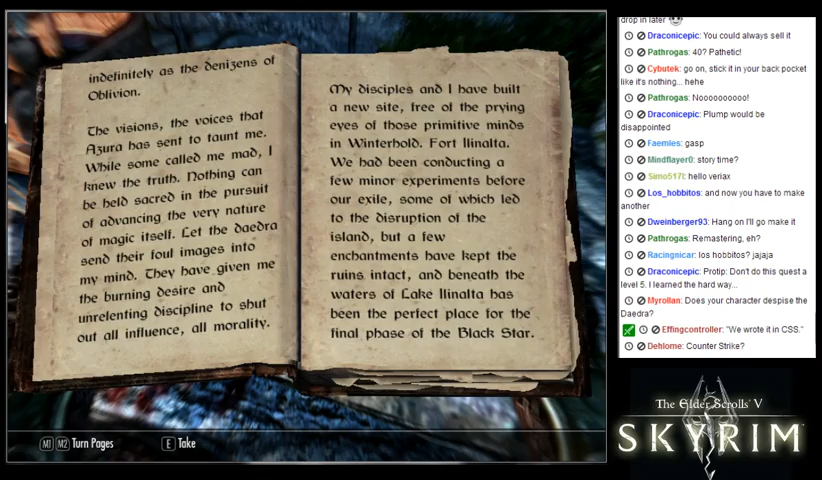 indefinitely as the denizens of
Oblivion.
The visions, the voices that
Azura has sent to taunt me.
While some called me mad, I
knew the truth. Nothing can
be held sacred in the pursuit
of advancing the very nature
of magic itself. Let the daedra
send their foul images into
my mind. They have given me
the burning desire and
unrelenting discipline to shut
out all influence, all morality.
My disciples and I have built
a new site, free of the prying
eyes of those primitive minds
in Winterhold. Fort Ilinalta.
We had been conducting a
few minor experiments before
our exile, some of which led
to the disruption of the
island, but a few
enchantments have kept the
ruins intact, and beneath the
waters of Lake Ilinalta has
been the perfect place for the
final phase of the Black Star.
M1 M2 Turn Pages
E Take
drop in later
Draconicepic: You could always sell it
Pathrogas: 40? Pathetic!
Cybutek: go on, stick it in your back pocket
like it's nothing... hehe
Pathrogas: Noooooooooo!
Draconicepic: Plump would be
disappointed
Faemies: gasp
Mindflayer0: story time?
Simo517I: hello veriax
Los_hobbitos: and now you have to make
another
Dweinberger93: Hang on I'll go make it
Pathrogas: Remastering, eh?
Racingnicar: los hobbitos? jajaja
Draconicepic: Protip: Don't do this quest a
level 5. I learned the hard way...
Myrollan: Does your character despise the
Daedra?
Effingcontroller: "We wrote it in CSS."
Dehlome: Counter Strike?
The Elder Scrolls V
SKYRIM